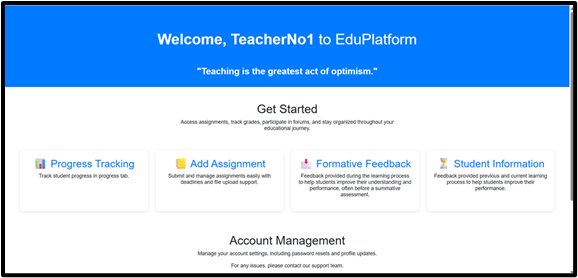 Welcome, TeacherNo1 to EduPlatform
"Teaching is the greatest act of optimism."
Get Started
Access assignments, track grades, participate in forums, and stay organized throughout your
educational journey.
Progress Tracking
Track student progress in progress tab.
Add Assignment
Submit and manage assignments easily with
deadlines and file upload support.
Formative Feedback
Feedback provided during the learning process
to help students improve their understanding and
performance, often before a summative
assessment.
Student Information
Feedback provided previous and current learning
process to help students improve their
performance.
Account Management
Manage your account settings, including password resets and profile updates.
For any issues, please contact our support team.